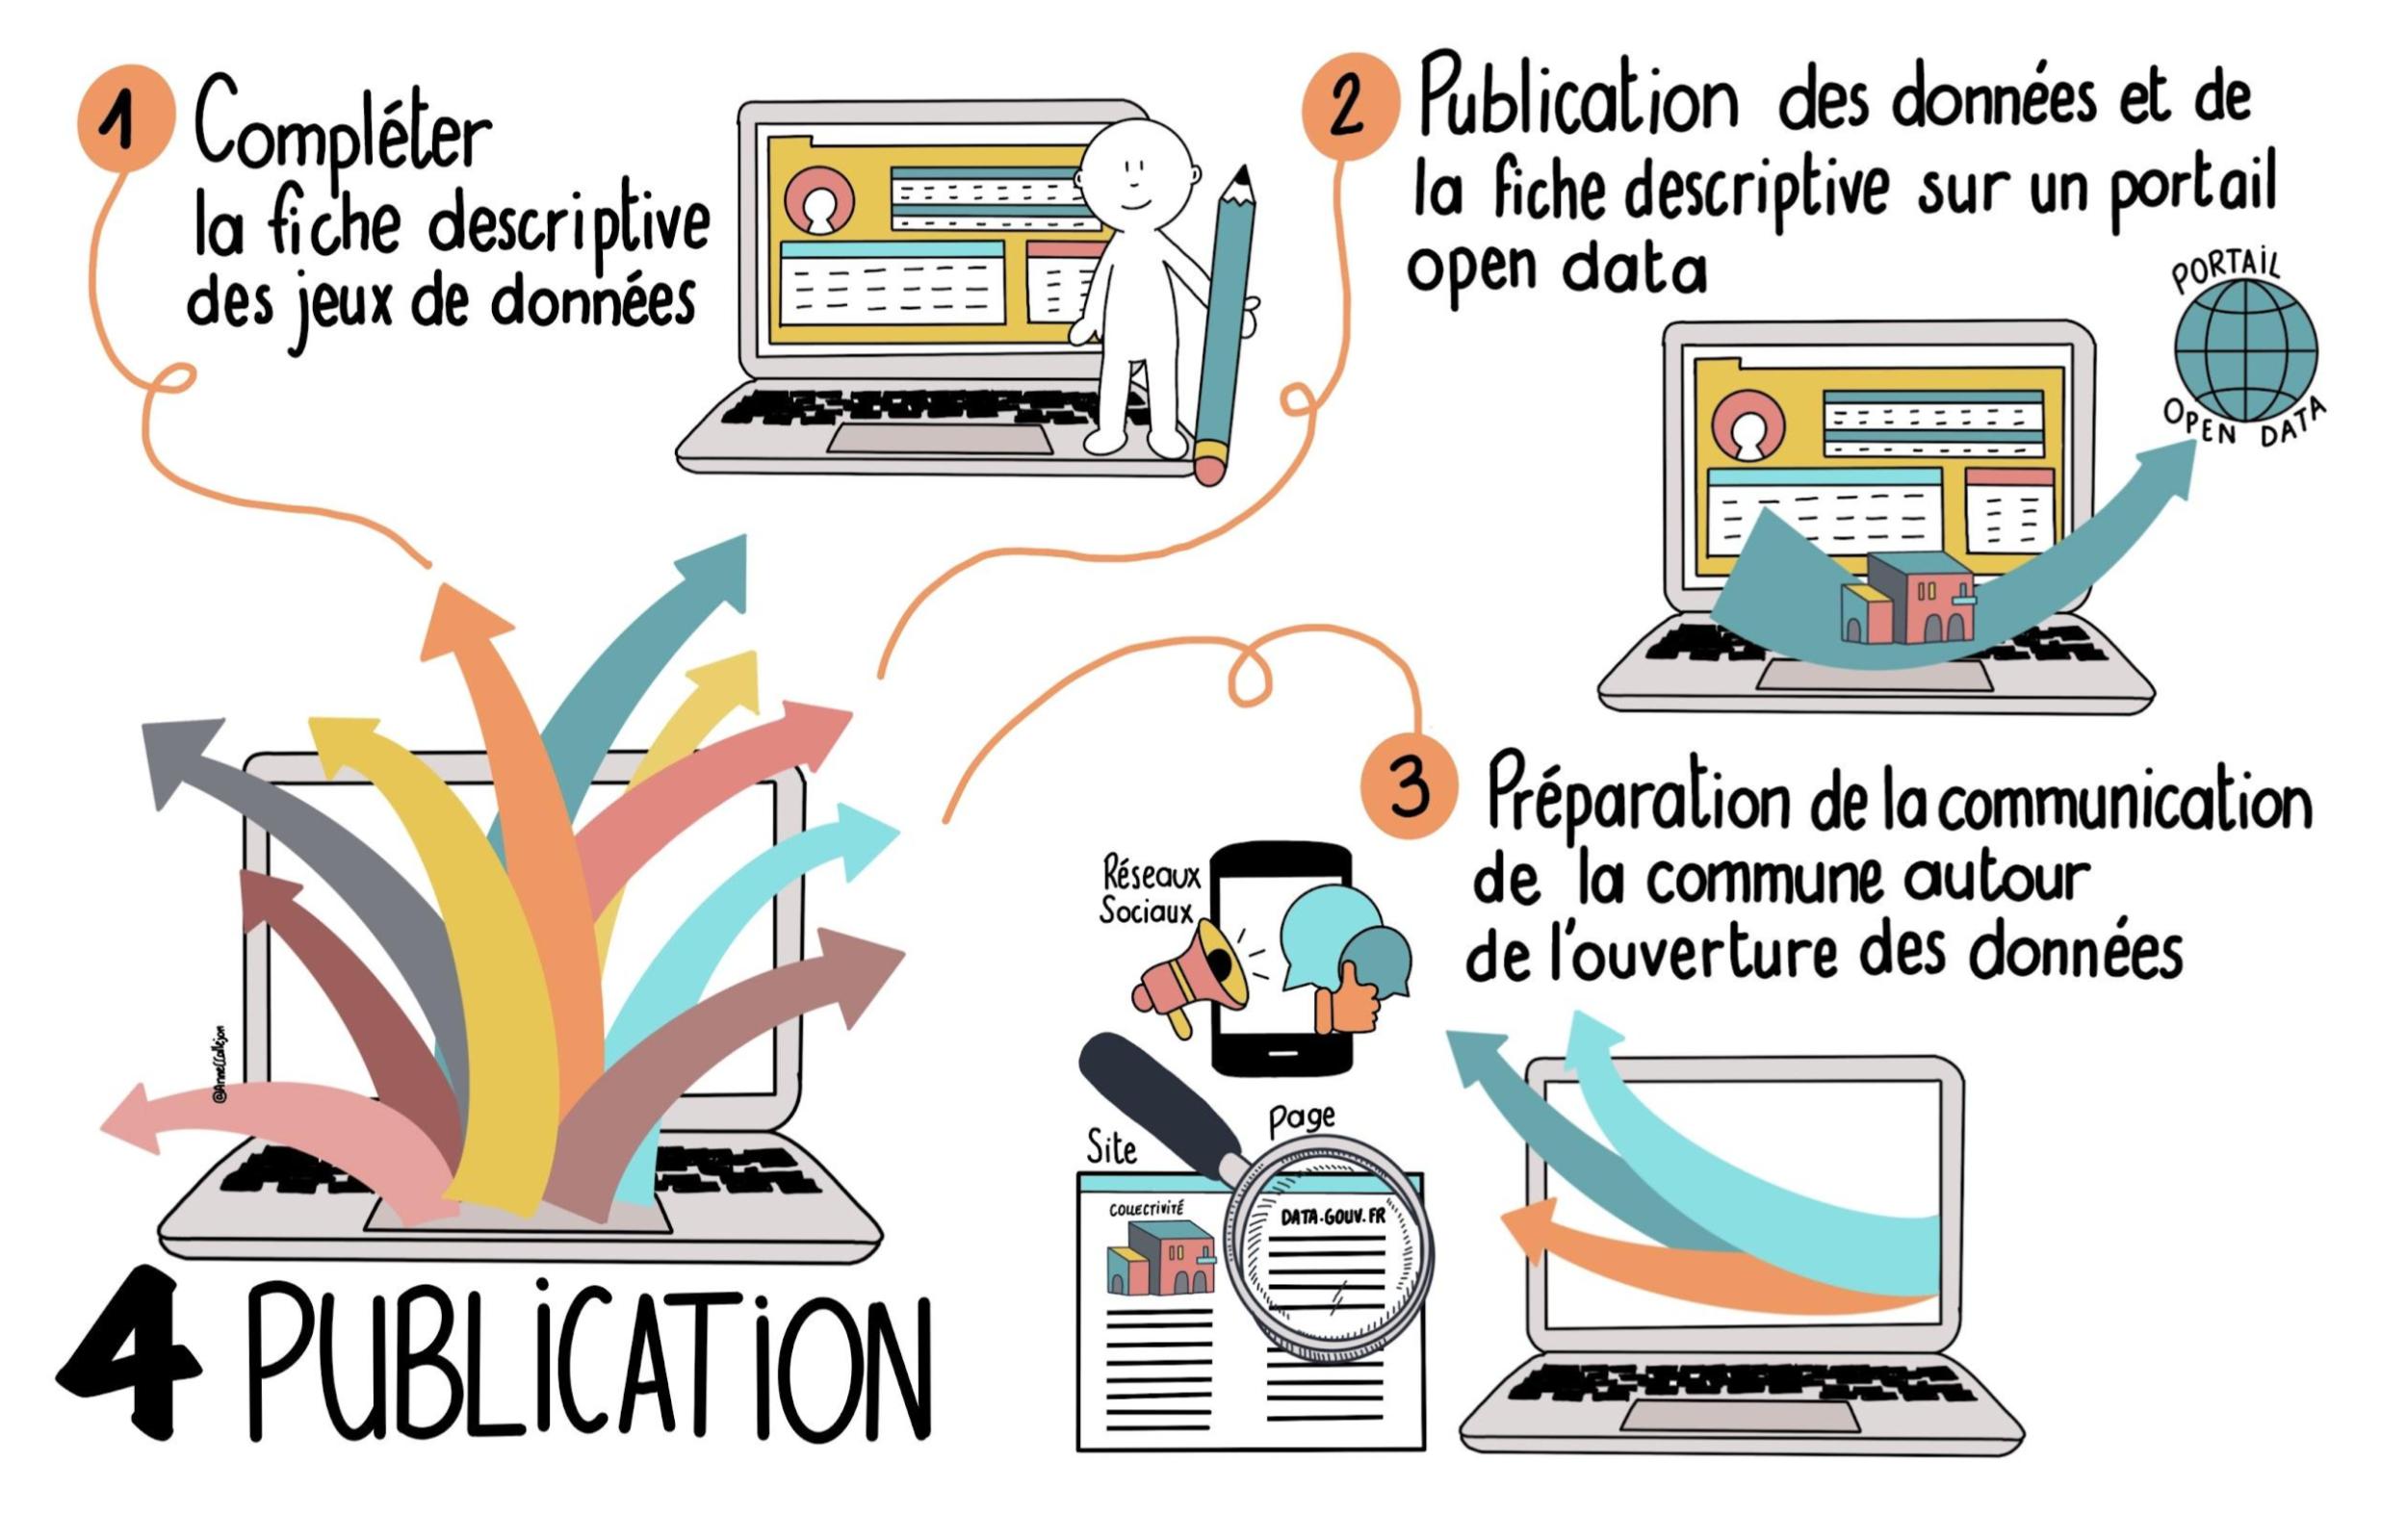 1
Compléter
la fiche descriptive
des jeux de données
2
Publication des données et de
la fiche descriptive sur un portail
open data
PORTAIL
OPEN DATA
3
Préparation de la communication
de la commune autour
de l'ouverture des données
Réseaux
Sociaux
Page
Site
COLLECTIVITÉ
DATA.GOUV.FR
@AnneCCallejon
4 PUBLICATION